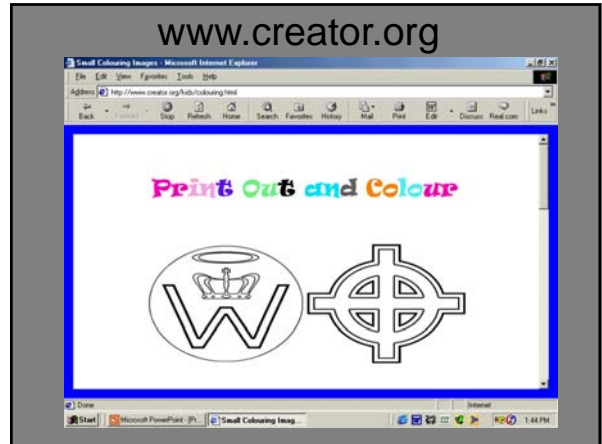 www.creator.org
Small Colouring Images - Microsoft Internet Explorer
File Edit View Favorites Tools Help
Address http://www.creator.org/kids/colouring.html
Back Forward Stop Refresh Home Search Favorites History Mail Print Edit Discuss Real.com Links
Print Out and Colour
W
Done Internet
Start Microsoft PowerPoint - [Pr... Small Colouring Imag... 1:44 PM